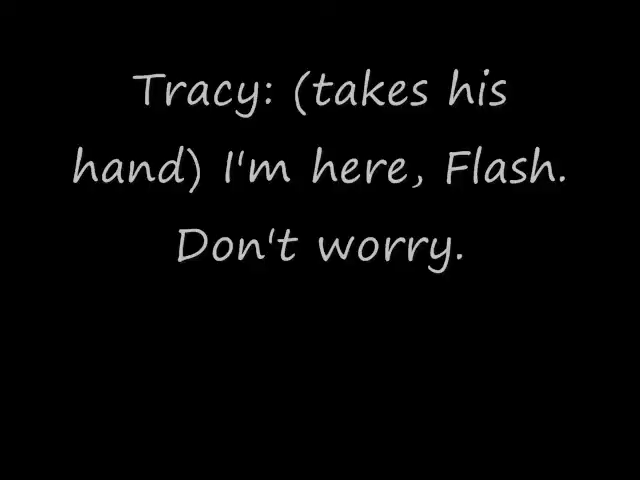 Tracy: (takes his
hand) I'm here, Flash.
Don't worry.